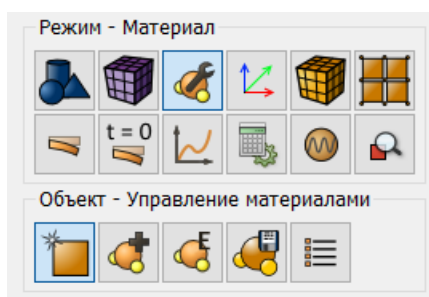 Режим - Материал
t = 0
Объект - Управление материалами
E